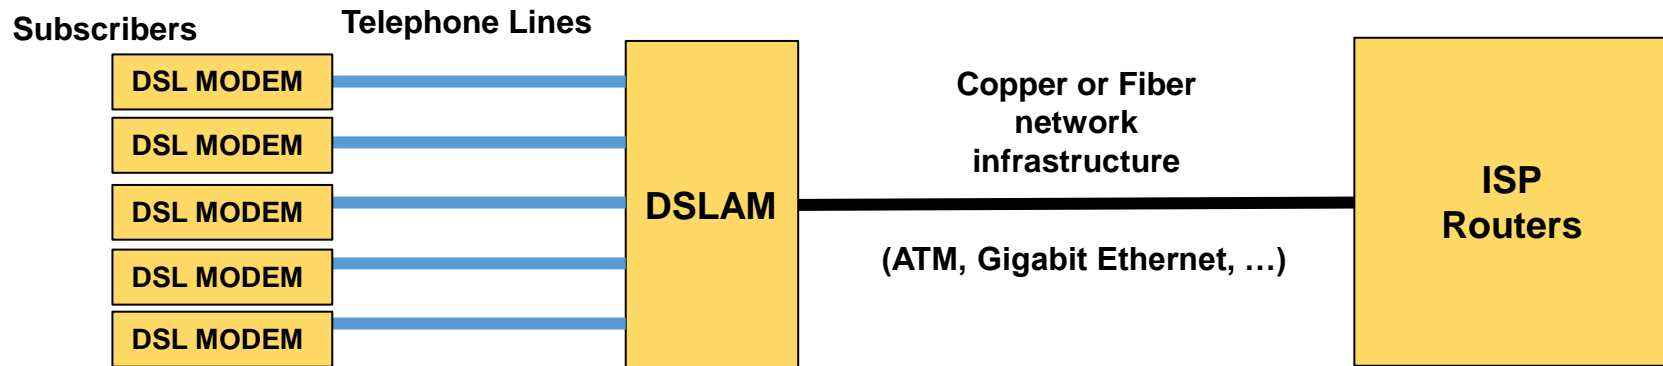 Subscribers
Telephone Lines
DSL MODEM
DSL MODEM
DSL MODEM
DSL MODEM
DSL MODEM
DSLAM
Copper or Fiber
network
infrastructure
(ATM, Gigabit Ethernet, …)
ISP
Routers